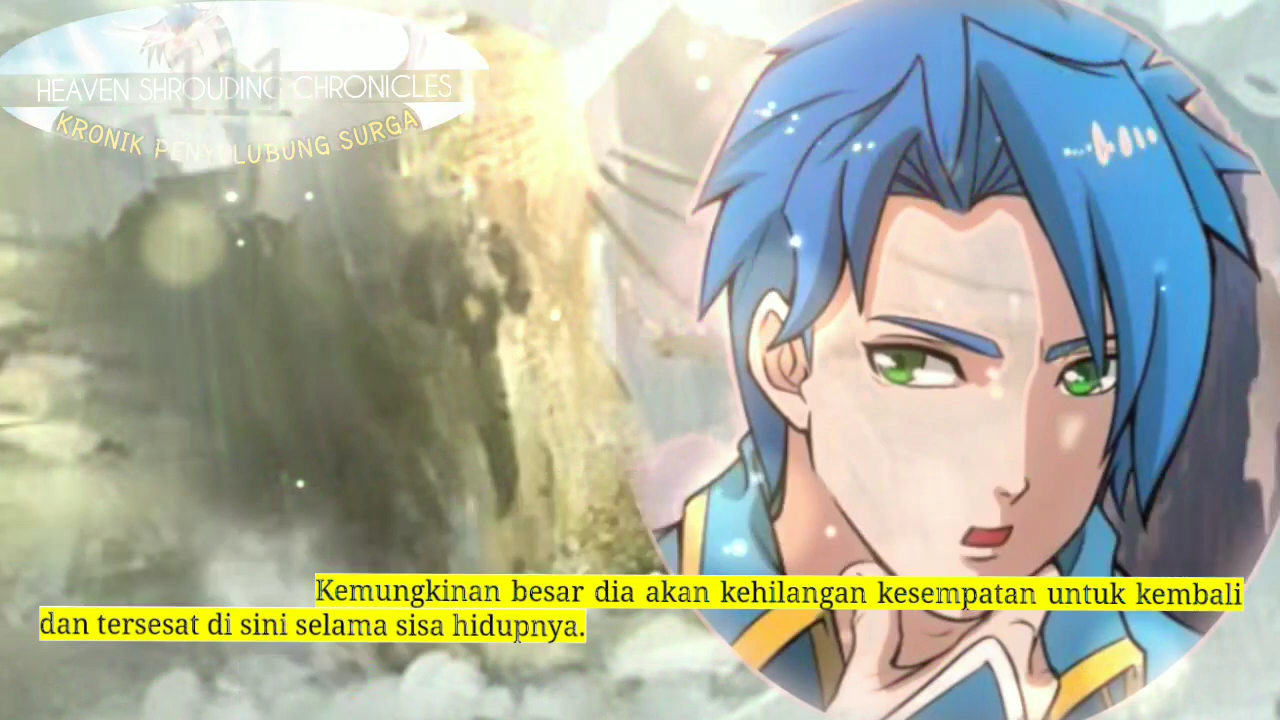 111
HEAVEN SHROUDING CHRONICLES
KRONIK PENYELUBUNG SURGA
Kemungkinan besar dia akan kehilangan kesempatan untuk kembali
dan tersesat di sini selama sisa hidupnya.